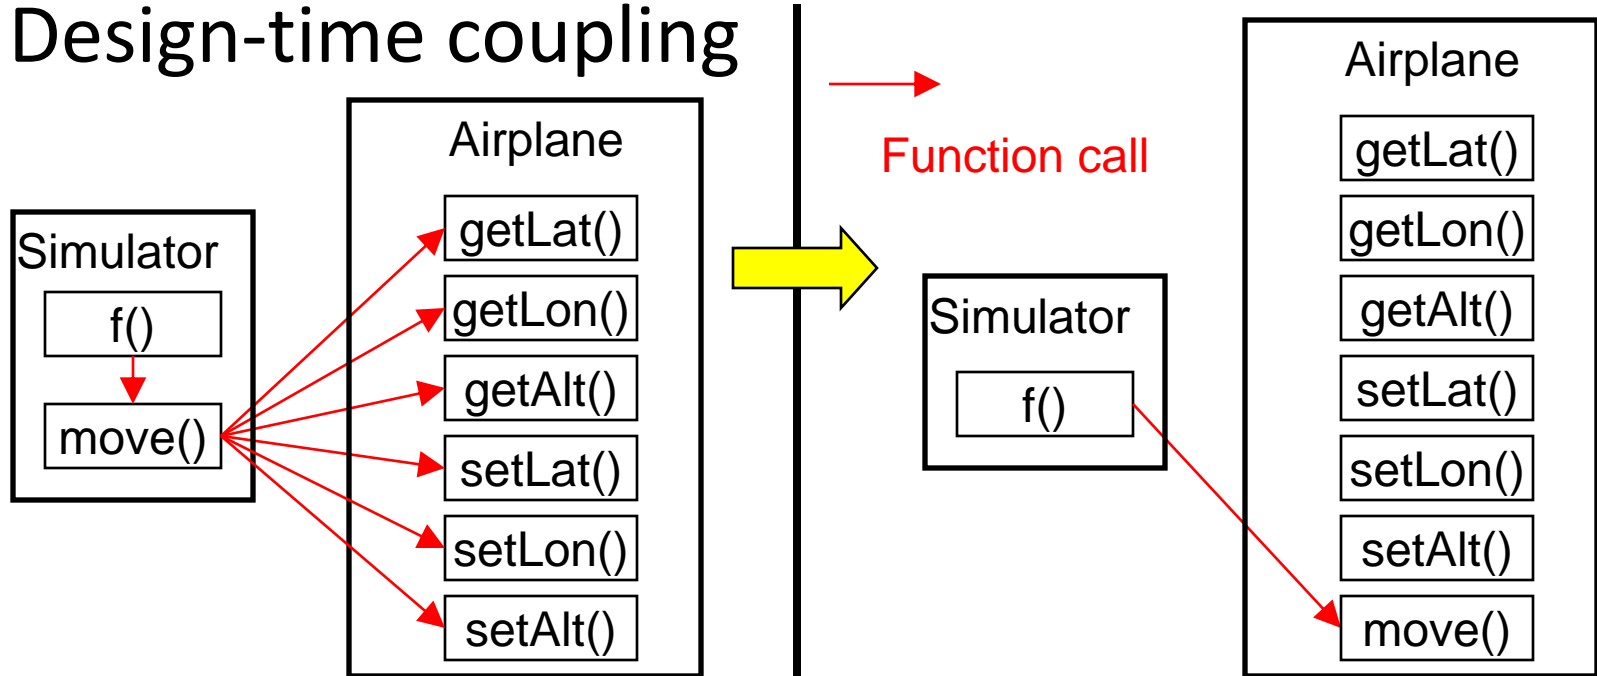 Design-time coupling
Airplane
getLat()
getLon()
getAlt()
setLat()
setLon()
setAlt()
Simulator
f()
move()
Function call
Simulator
f()
Airplane
getLat()
getLon()
getAlt()
setLat()
setLon()
setAlt()
move()